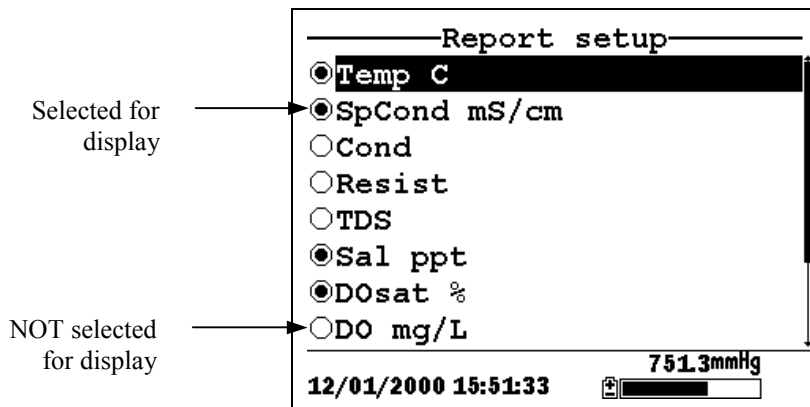 Report setup
Temp C
Selected for
display
SpCond mS/cm
Cond
Resist
TDS
Sal ppt
DOsat %
NOT selected
for display
DO mg/L
751.3mmHg
12/01/2000 15:51:33